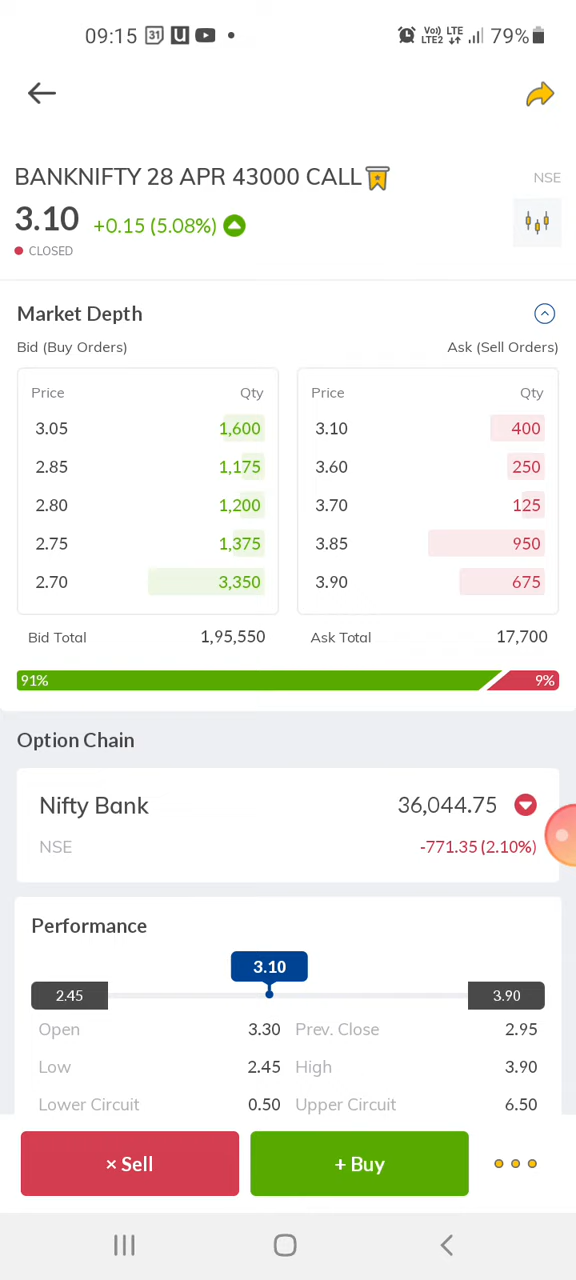 09:15 31 U 79%
Vo) LTE
LTE2
BANKNIFTY 28 APR 43000 CALL NSE
3.10 +0.15 (5.08%)
CLOSED
Market Depth
Bid (Buy Orders) Ask (Sell Orders)
Price Qty Price Qty
3.05 1,600 3.10 400
2.85 1,175 3.60 250
2.80 1,200 3.70 125
2.75 1,375 3.85 950
2.70 3,350 3.90 675
Bid Total 1,95,550 Ask Total 17,700
91% 9%
Option Chain
Nifty Bank 36,044.75
NSE -771.35 (2.10%)
Performance
3.10
2.45 3.90
Open 3.30 Prev. Close 2.95
Low 2.45 High 3.90
Lower Circuit 0.50 Upper Circuit 6.50
× Sell + Buy